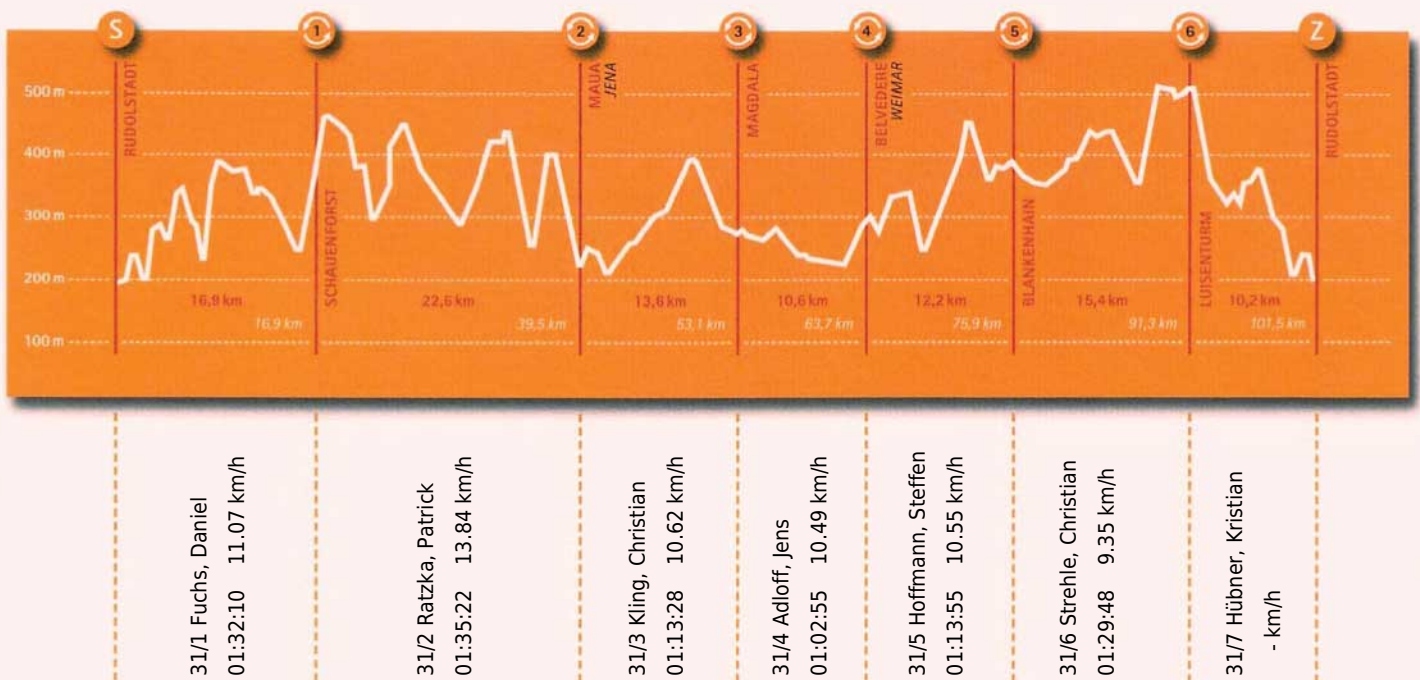 S
1
2
3
4
5
6
Z
500 m
400 m
300 m
200 m
100 m
RUDOLSTADT
SCHAUENFORST
MAUA
JENA
MAGDALA
BELVEDERE
WEIMAR
BLANKENHAIN
LUISENTURM
RUDOLSTADT
16,9 km
22,6 km
13,6 km
10,6 km
12,2 km
15,4 km
10,2 km
16,9 km
39,5 km
53,1 km
63,7 km
75,9 km
91,3 km
101,5 km
31/1 Fuchs, Daniel
01:32:10 11.07 km/h
31/2 Ratzka, Patrick
01:35:22 13.84 km/h
31/3 Kling, Christian
01:13:28 10.62 km/h
31/4 Adloff, Jens
01:02:55 10.49 km/h
31/5 Hoffmann, Steffen
01:13:55 10.55 km/h
31/6 Strehle, Christian
01:29:48 9.35 km/h
31/7 Hübner, Kristian
- km/h